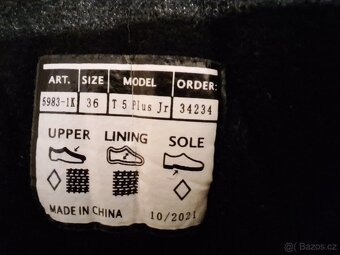 ART. SIZE MODEL ORDER:
5983-1K 36 T 5 Plus Jr 34234
UPPER LINING SOLE
MADE IN CHINA 10/2021
Bazos.cz